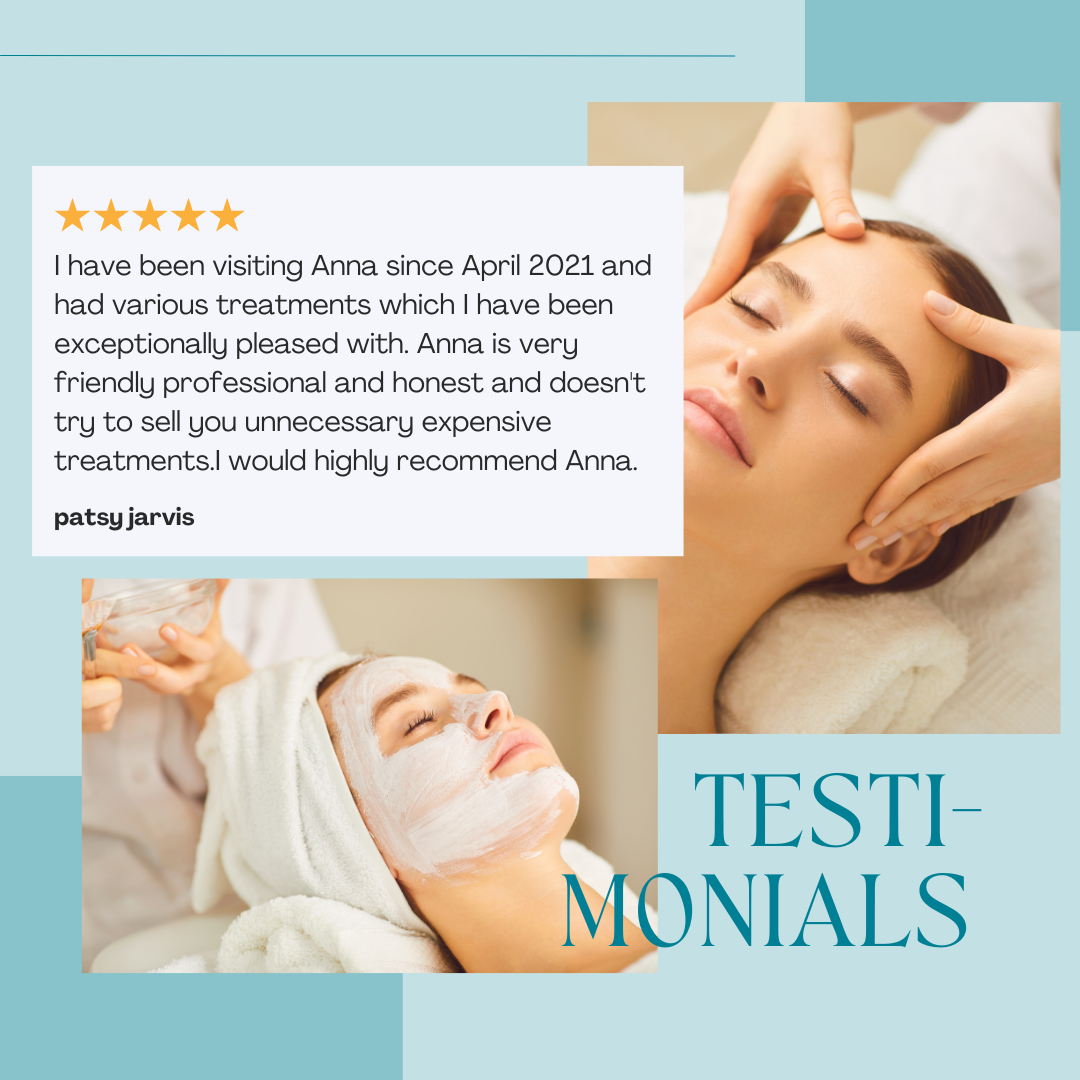 I have been visiting Anna since April 2021 and
had various treatments which I have been
exceptionally pleased with. Anna is very
friendly professional and honest and doesn't
try to sell you unnecessary expensive
treatments.I would highly recommend Anna.
patsy jarvis
TESTI-
MONIALS